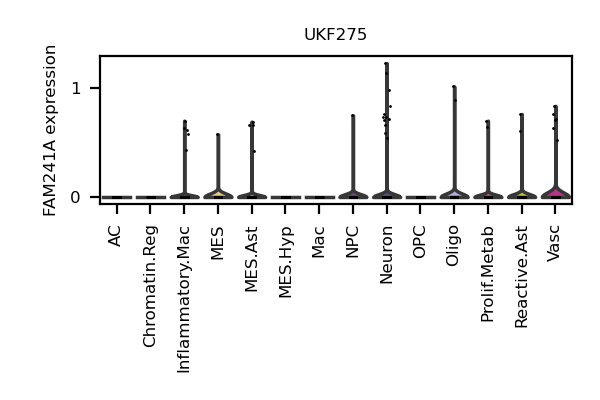 UKF275
FAM241A expression
1
0
AC
Chromatin.Reg
Inflammatory.Mac
MES
MES.Ast
MES.Hyp
Mac
NPC
Neuron
OPC
Oligo
Prolif.Metab
Reactive.Ast
Vasc